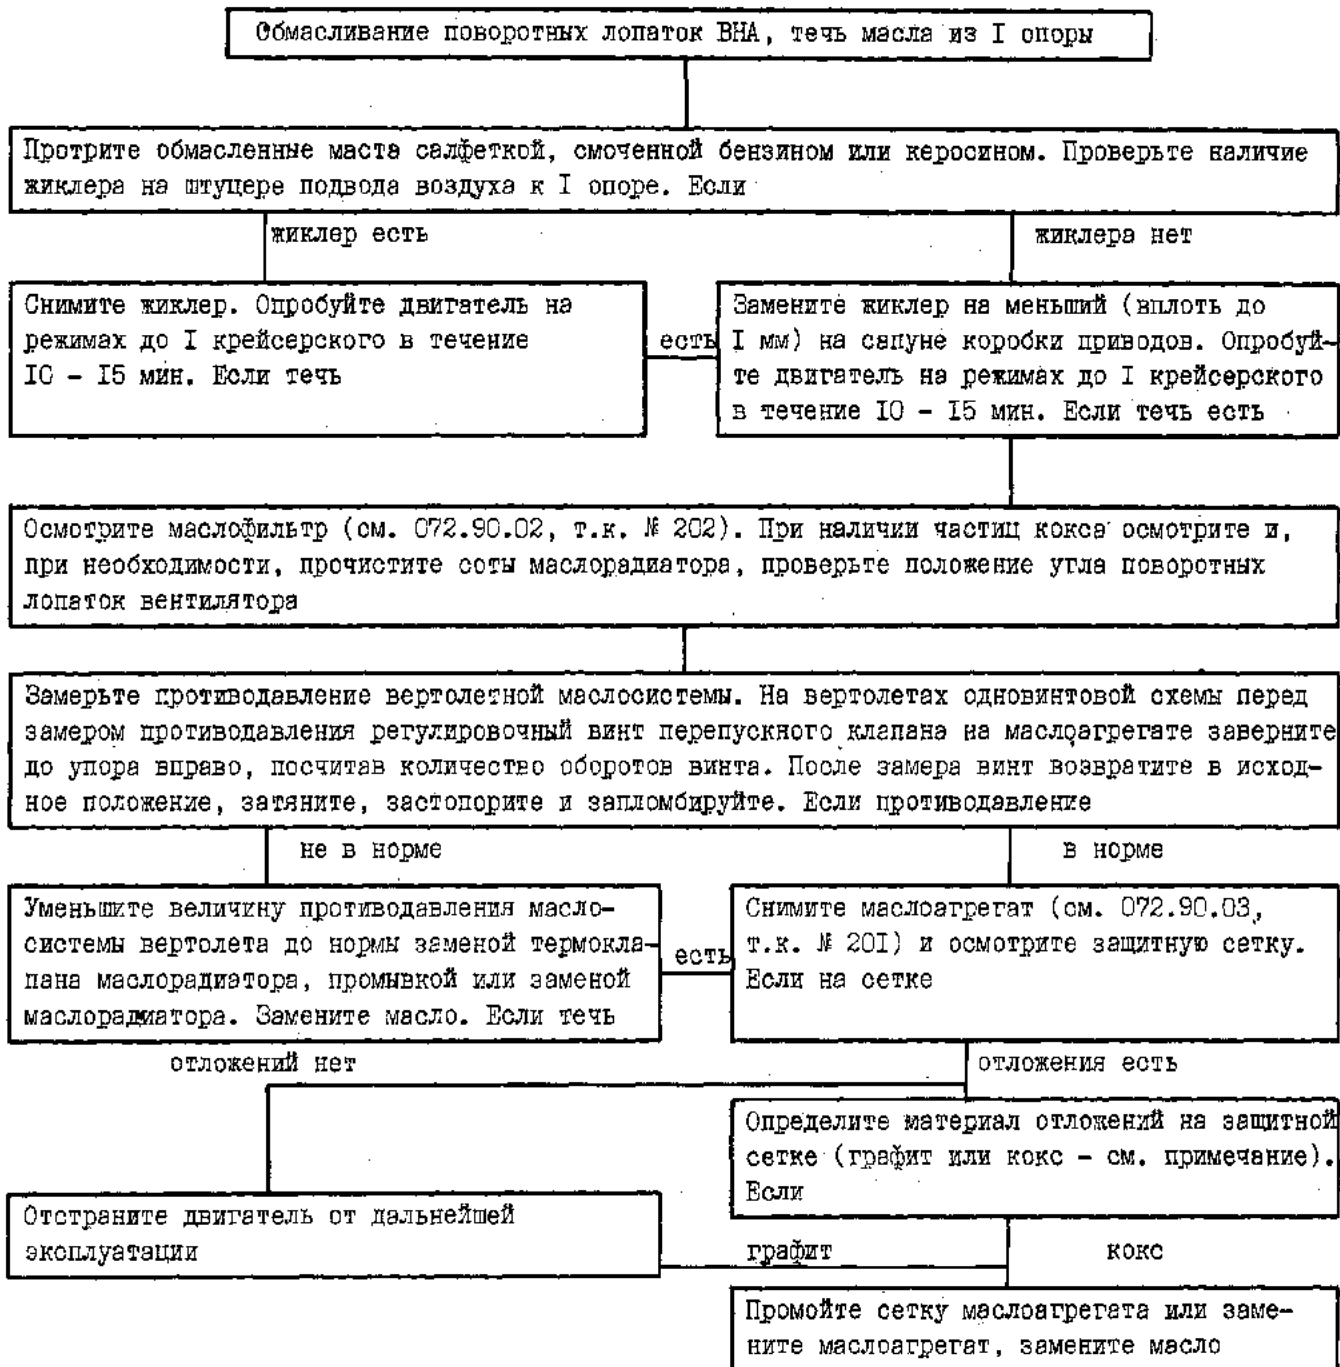 Обмасливание поворотных лопаток ВНА, течь масла из I опоры
Протрите обмасленные маста салфеткой, смоченной бензином или керосином. Проверьте наличие
жиклера на штуцере подвода воздуха к I опоре. Если
жиклер есть
жиклера нет
Снимите жиклер. Опробуйте двигатель на
режимах до I крейсерского в течение
IO - I5 мин. Если течь
есть
Замените жиклер на меньший (вплоть до
I мм) на сапуне коробки приводов. Опробуй-
те двигатель на режимах до I крейсерского
в течение IO - I5 мин. Если течь есть
Осмотрите маслофильтр (см. 072.90.02, т.к. № 202). При наличии частиц кокса осмотрите и,
при необходимости, прочистите соты маслорадиатора, проверьте положение угла поворотных
лопаток вентилятора
Замерьте противодавление вертолетной маслосистемы. На вертолетах одновинтовой схемы перед
замером противодавления регулировочный винт перепускного клапана на маслоагрегате заверните
до упора вправо, посчитав количество оборотов винта. После замера винт возвратите в исход-
ное положение, затяните, застопорите и запломбируйте. Если противодавление
не в норме
в норме
Уменьшите величину противодавления масло-
системы вертолета до нормы заменой термокла-
пана маслорадиатора, промывкой или заменой
маслорадиатора. Замените масло. Если течь
есть
Снимите маслоагрегат (см. 072.90.03,
т.к. № 20I) и осмотрите защитную сетку.
Если на сетке
отложений нет
отложения есть
Определите материал отложений на защитной
сетке (графит или кокс - см. примечание).
Если
Отстраните двигатель от дальнейшей
эксплуатации
графит
кокс
Промойте сетку маслоагрегата или заме-
ните маслоагрегат, замените масло